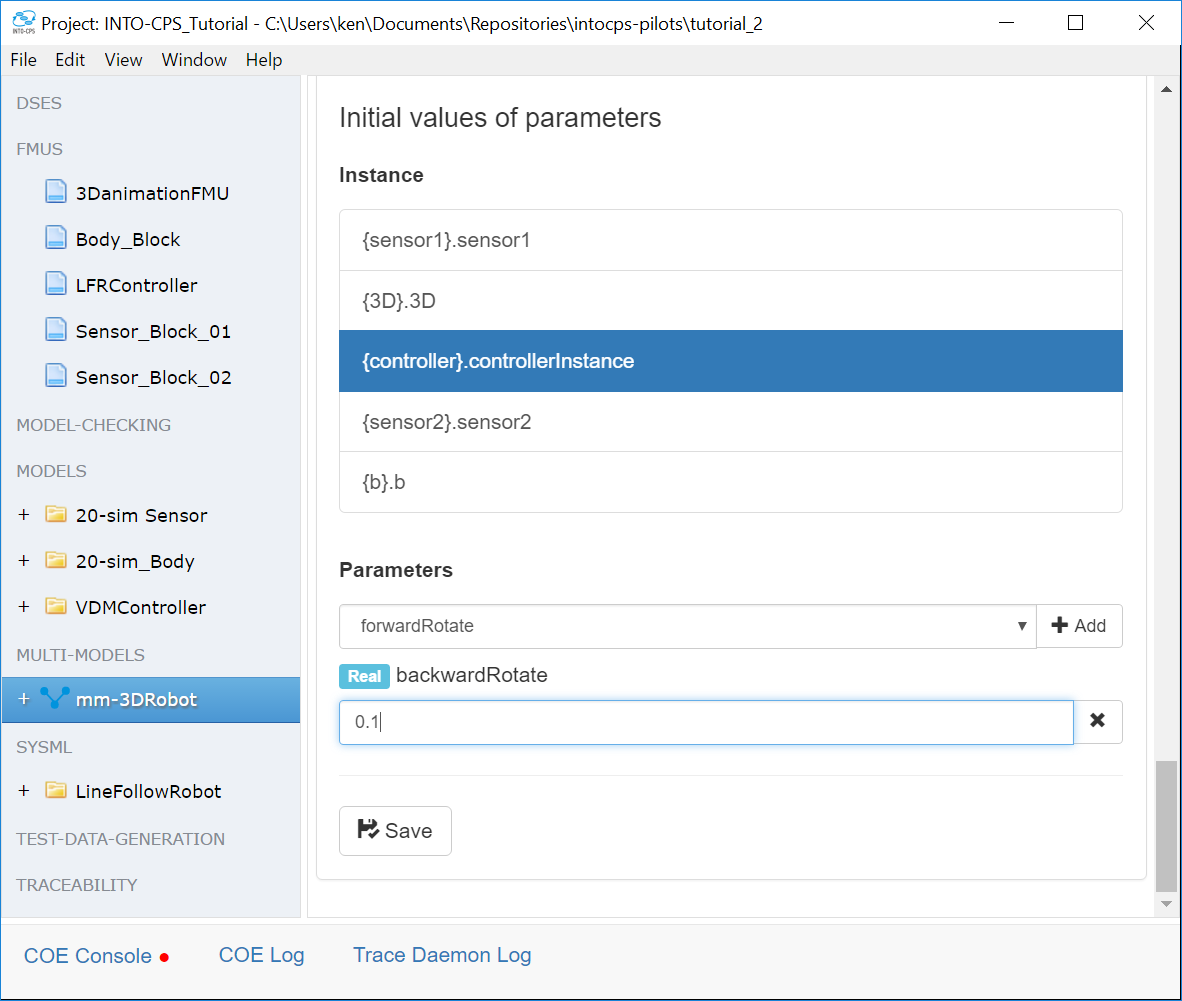 INTO-CPS
Project: INTO-CPS_Tutorial - C:\Users\ken\Documents\Repositories\intocps-pilots\tutorial_2
File Edit View Window Help
DSES
FMUS
3DanimationFMU
Body_Block
LFRController
Sensor_Block_01
Sensor_Block_02
MODEL-CHECKING
MODELS
+ 20-sim Sensor
+ 20-sim_Body
+ VDMController
MULTI-MODELS
+ mm-3DRobot
SYSML
+ LineFollowRobot
TEST-DATA-GENERATION
TRACEABILITY
Initial values of parameters
Instance
{sensor1}.sensor1
{3D}.3D
{controller}.controllerInstance
{sensor2}.sensor2
{b}.b
Parameters
forwardRotate
Add
Real backwardRotate
0.1
Save
COE Console COE Log Trace Daemon Log